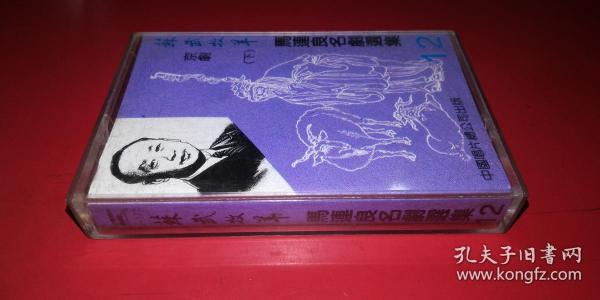 蘇武牧羊 馬連良名劇選集 12
京劇 (下)
中國唱片總公司出版
蘇武牧羊 馬連良名劇選集 12
孔夫子旧书网
www.kongfz.com